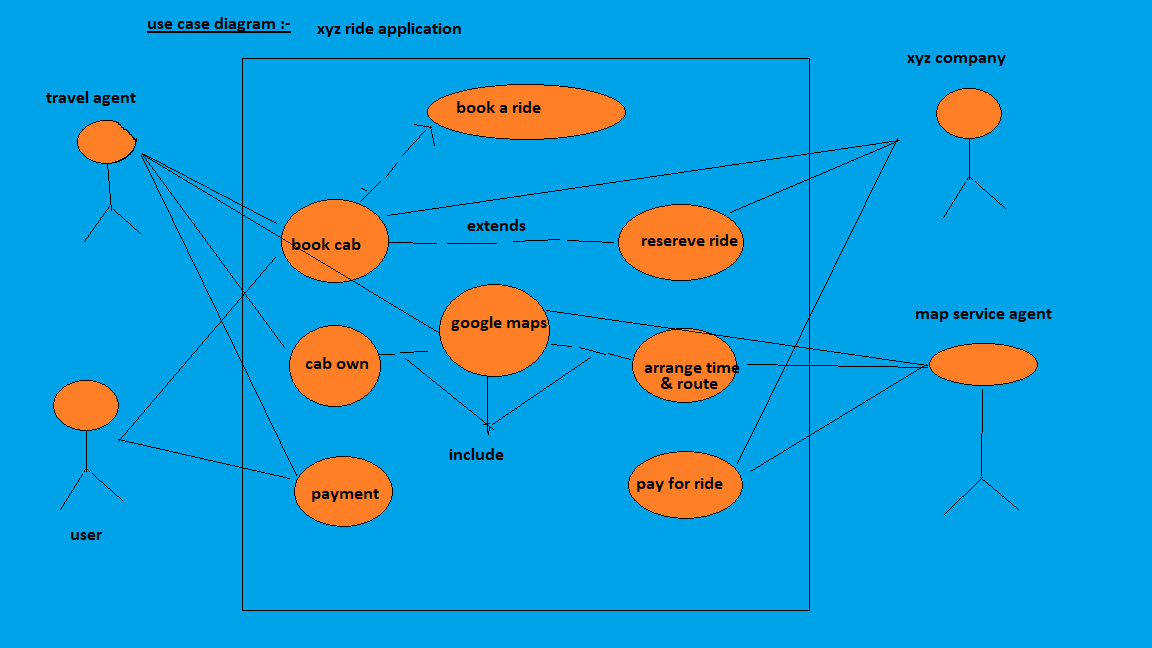 use case diagram :-
xyz ride application
xyz company
travel agent
book a ride
extends
book cab
resereve ride
map service agent
google maps
cab own
arrange time
& route
include
payment
pay for ride
user